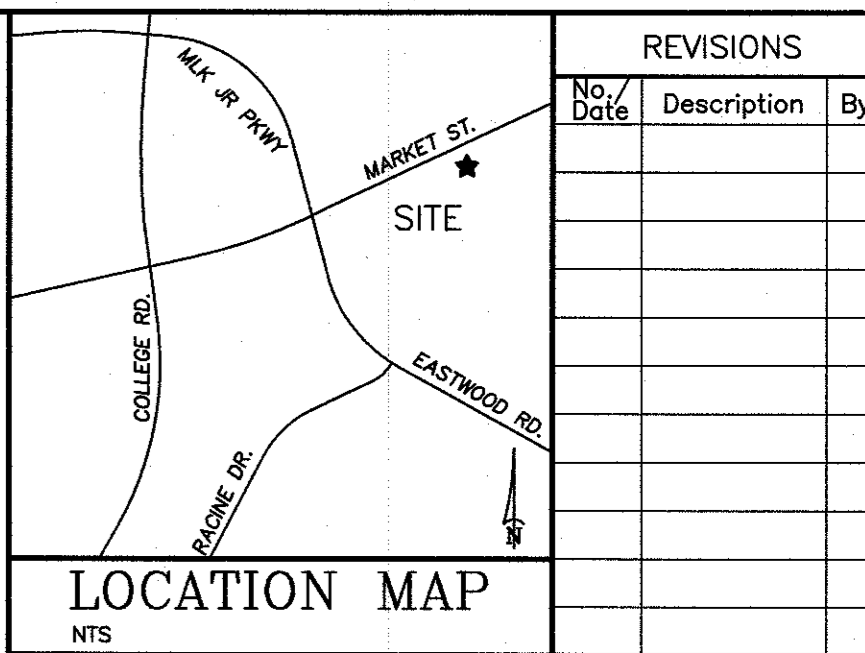 MLK JR PKWY
MARKET ST.
SITE
COLLEGE RD.
EASTWOOD RD.
RACINE DR.
N
LOCATION MAP
NTS
REVISIONS
No./
Date
Description
By